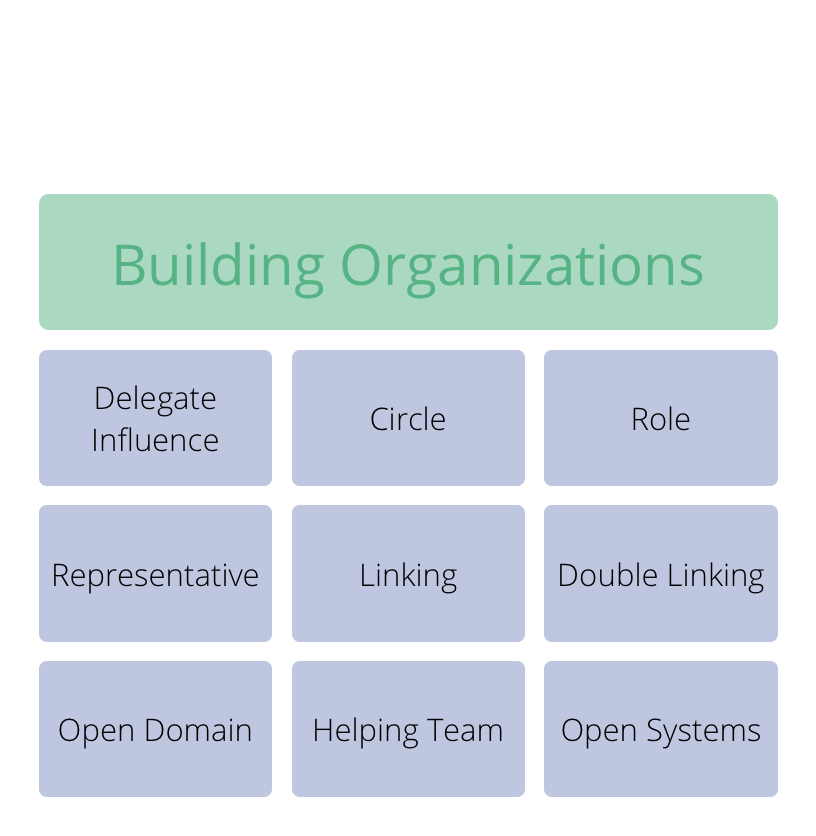 Building Organizations
Delegate
Influence
Circle
Role
Representative
Linking
Double Linking
Open Domain
Helping Team
Open Systems